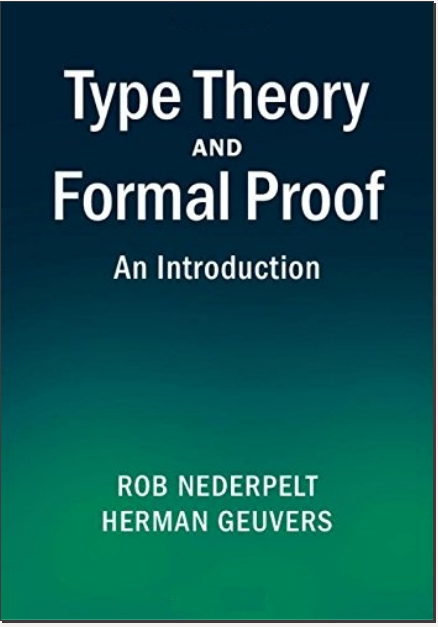 Type Theory
AND
Formal Proof
An Introduction
ROB NEDERPELT
HERMAN GEUVERS